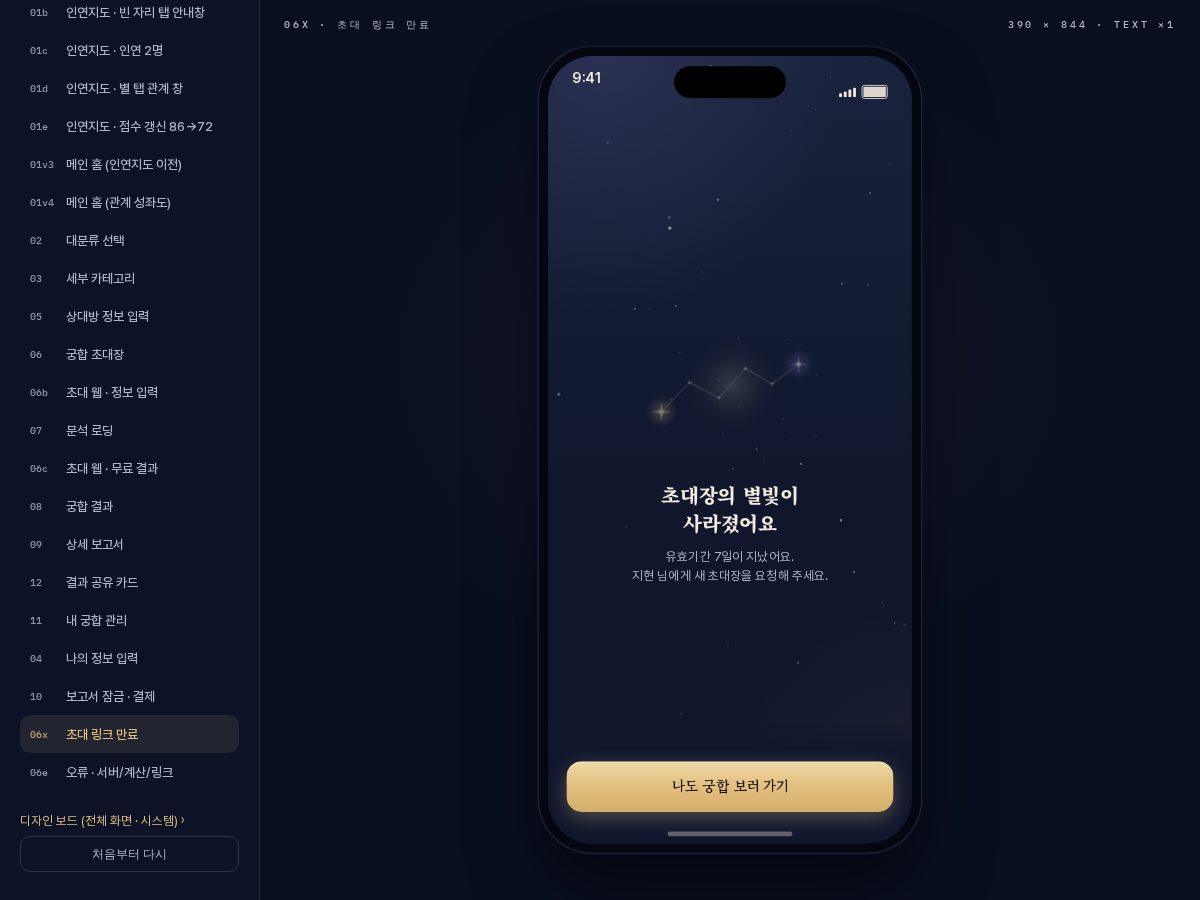 01b 인연지도 · 빈 자리 탭 안내창
01c 인연지도 · 인연 2명
01d 인연지도 · 별 탭 관계 창
01e 인연지도 · 점수 갱신 86→72
01v3 메인 홈 (인연지도 이전)
01v4 메인 홈 (관계 성좌도)
02 대분류 선택
03 세부 카테고리
05 상대방 정보 입력
06 궁합 초대장
06b 초대 웹 · 정보 입력
07 분석 로딩
06c 초대 웹 · 무료 결과
08 궁합 결과
09 상세 보고서
12 결과 공유 카드
11 내 궁합 관리
04 나의 정보 입력
10 보고서 잠금 · 결제
06x 초대 링크 만료
06e 오류 · 서버/계산/링크
디자인 보드 (전체 화면 · 시스템) ›
처음부터 다시
06X · 초대 링크 만료
390 × 844 · TEXT ×1
9:41
초대장의 별빛이
사라졌어요
유효기간 7일이 지났어요.
지현 님에게 새 초대장을 요청해 주세요.
나도 궁합 보러 가기